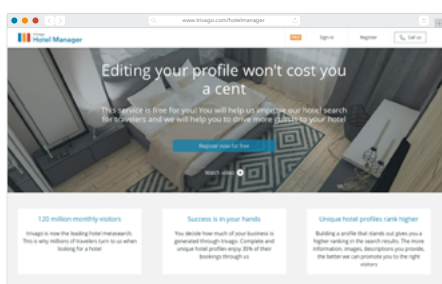 www.trivago.com/hotelmanager
trivago
Hotel Manager
Sign in
Register
Call us
Editing your profile won't cost you
a cent
This service is free for you! You will help us improve our hotel search
for travelers and we will help you to drive more guests to your hotel
Register now for free
Watch video
120 million monthly visitors
trivago is now the leading hotel metasearch.
This is why millions of travelers turn to us when
looking for a hotel
Success is in your hands
You decide how much of your business is
generated through trivago. Complete and
unique hotel profiles enjoy 35% of their
bookings through us
Unique hotel profiles rank higher
Building a profile that stands out gives you a
higher ranking in the search results. The more
information, images, descriptions you provide,
the better we can promote you to the right
visitors